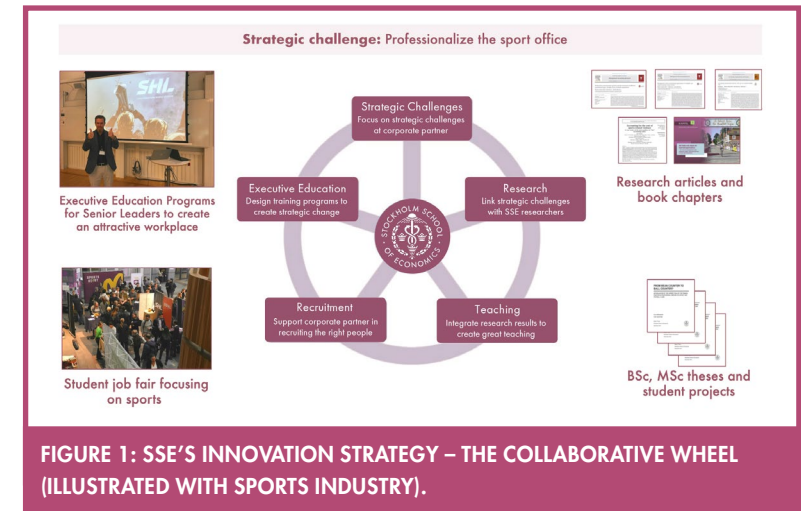 Strategic challenge: Professionalize the sport office
SHL
Executive Education Programs
for Senior Leaders to create
an attractive workplace
Strategic Challenges
Focus on strategic challenges
at corporate partner
Executive Education
Design training programs to
create strategic change
Research
Link strategic challenges
with SSE researchers
STOCKHOLM SCHOOL
OF ECONOMICS
Recruitment
Support corporate partner in
recruiting the right people
Teaching
Integrate research results to
create great teaching
Research articles and
book chapters
Student job fair focusing
on sports
BSc, MSc theses and
student projects
FIGURE 1: SSE’S INNOVATION STRATEGY – THE COLLABORATIVE WHEEL
(ILLUSTRATED WITH SPORTS INDUSTRY).